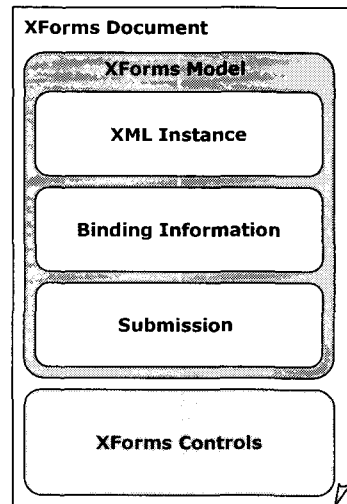 XForms Document
XForms Model
XML Instance
Binding Information
Submission
XForms Controls